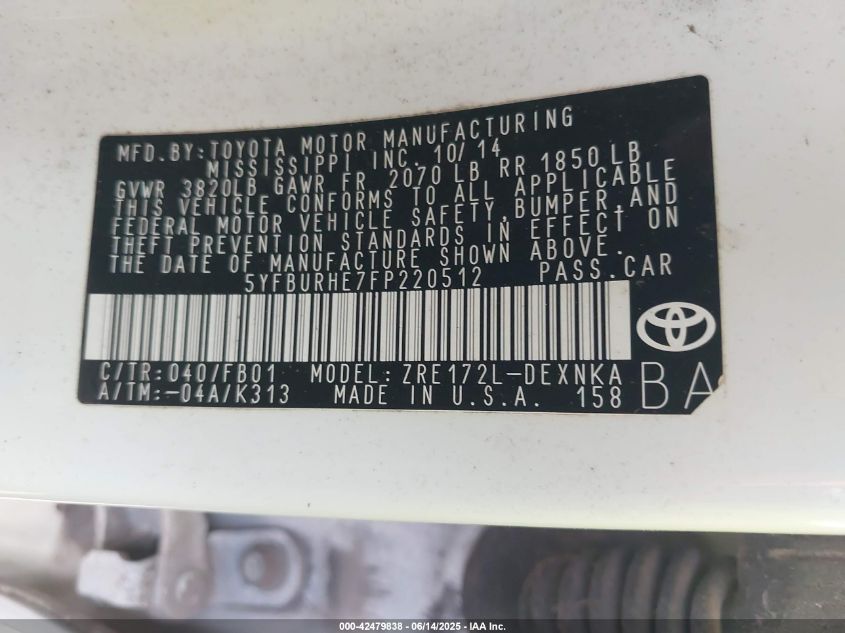 MFD.BY:TOYOTA MOTOR MANUFACTURING
MISSISSIPPI INC. 10/14
GVWR 3820LB GAWR FR 2070 LB RR 1850 LB
THIS VEHICLE CONFORMS TO ALL APPLICABLE
FEDERAL MOTOR VEHICLE SAFETY,BUMPER,AND
THEFT PREVENTION STANDARDS IN EFFECT ON
THE DATE OF MANUFACTURE SHOWN ABOVE.
5YFBURHE7FP220512 PASS.CAR
C/TR:040/FB01 MODEL:ZRE172L-DEXNKA
A/TM:-04A/K313 MADE IN U.S.A. 158 BA
000-42479838 - 06/14/2025 - IAA Inc.